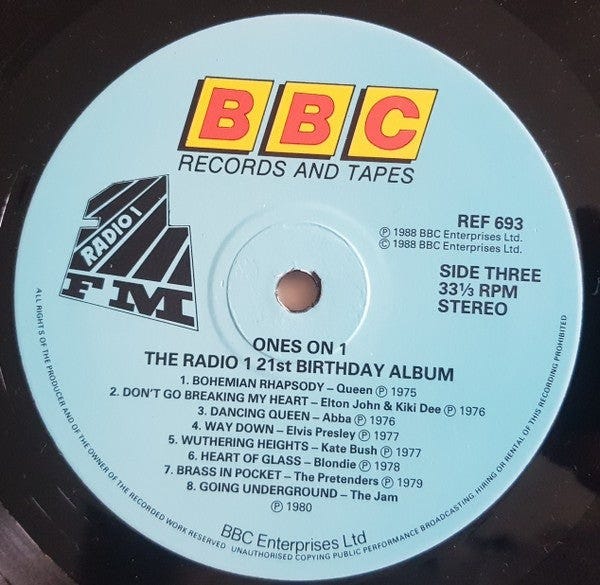 BBC
RECORDS AND TAPES
RADIO 1
1
FM
REF 693
Ⓟ 1988 BBC Enterprises Ltd.
© 1988 BBC Enterprises Ltd.
SIDE THREE
33⅓ RPM
STEREO
ONES ON 1
THE RADIO 1 21st BIRTHDAY ALBUM
1. BOHEMIAN RHAPSODY – Queen Ⓟ 1975
2. DON'T GO BREAKING MY HEART – Elton John & Kiki Dee Ⓟ 1976
3. DANCING QUEEN – Abba Ⓟ 1976
4. WAY DOWN – Elvis Presley Ⓟ 1977
5. WUTHERING HEIGHTS – Kate Bush Ⓟ 1977
6. HEART OF GLASS – Blondie Ⓟ 1978
7. BRASS IN POCKET – The Pretenders Ⓟ 1979
8. GOING UNDERGROUND – The Jam
Ⓟ 1980
BBC Enterprises Ltd
ALL RIGHTS OF THE PRODUCER AND OF THE OWNER OF THE RECORDED WORK RESERVED. UNAUTHORISED COPYING PUBLIC PERFORMANCE BROADCASTING. HIRING OR RENTAL OF THIS RECORDING PROHIBITED